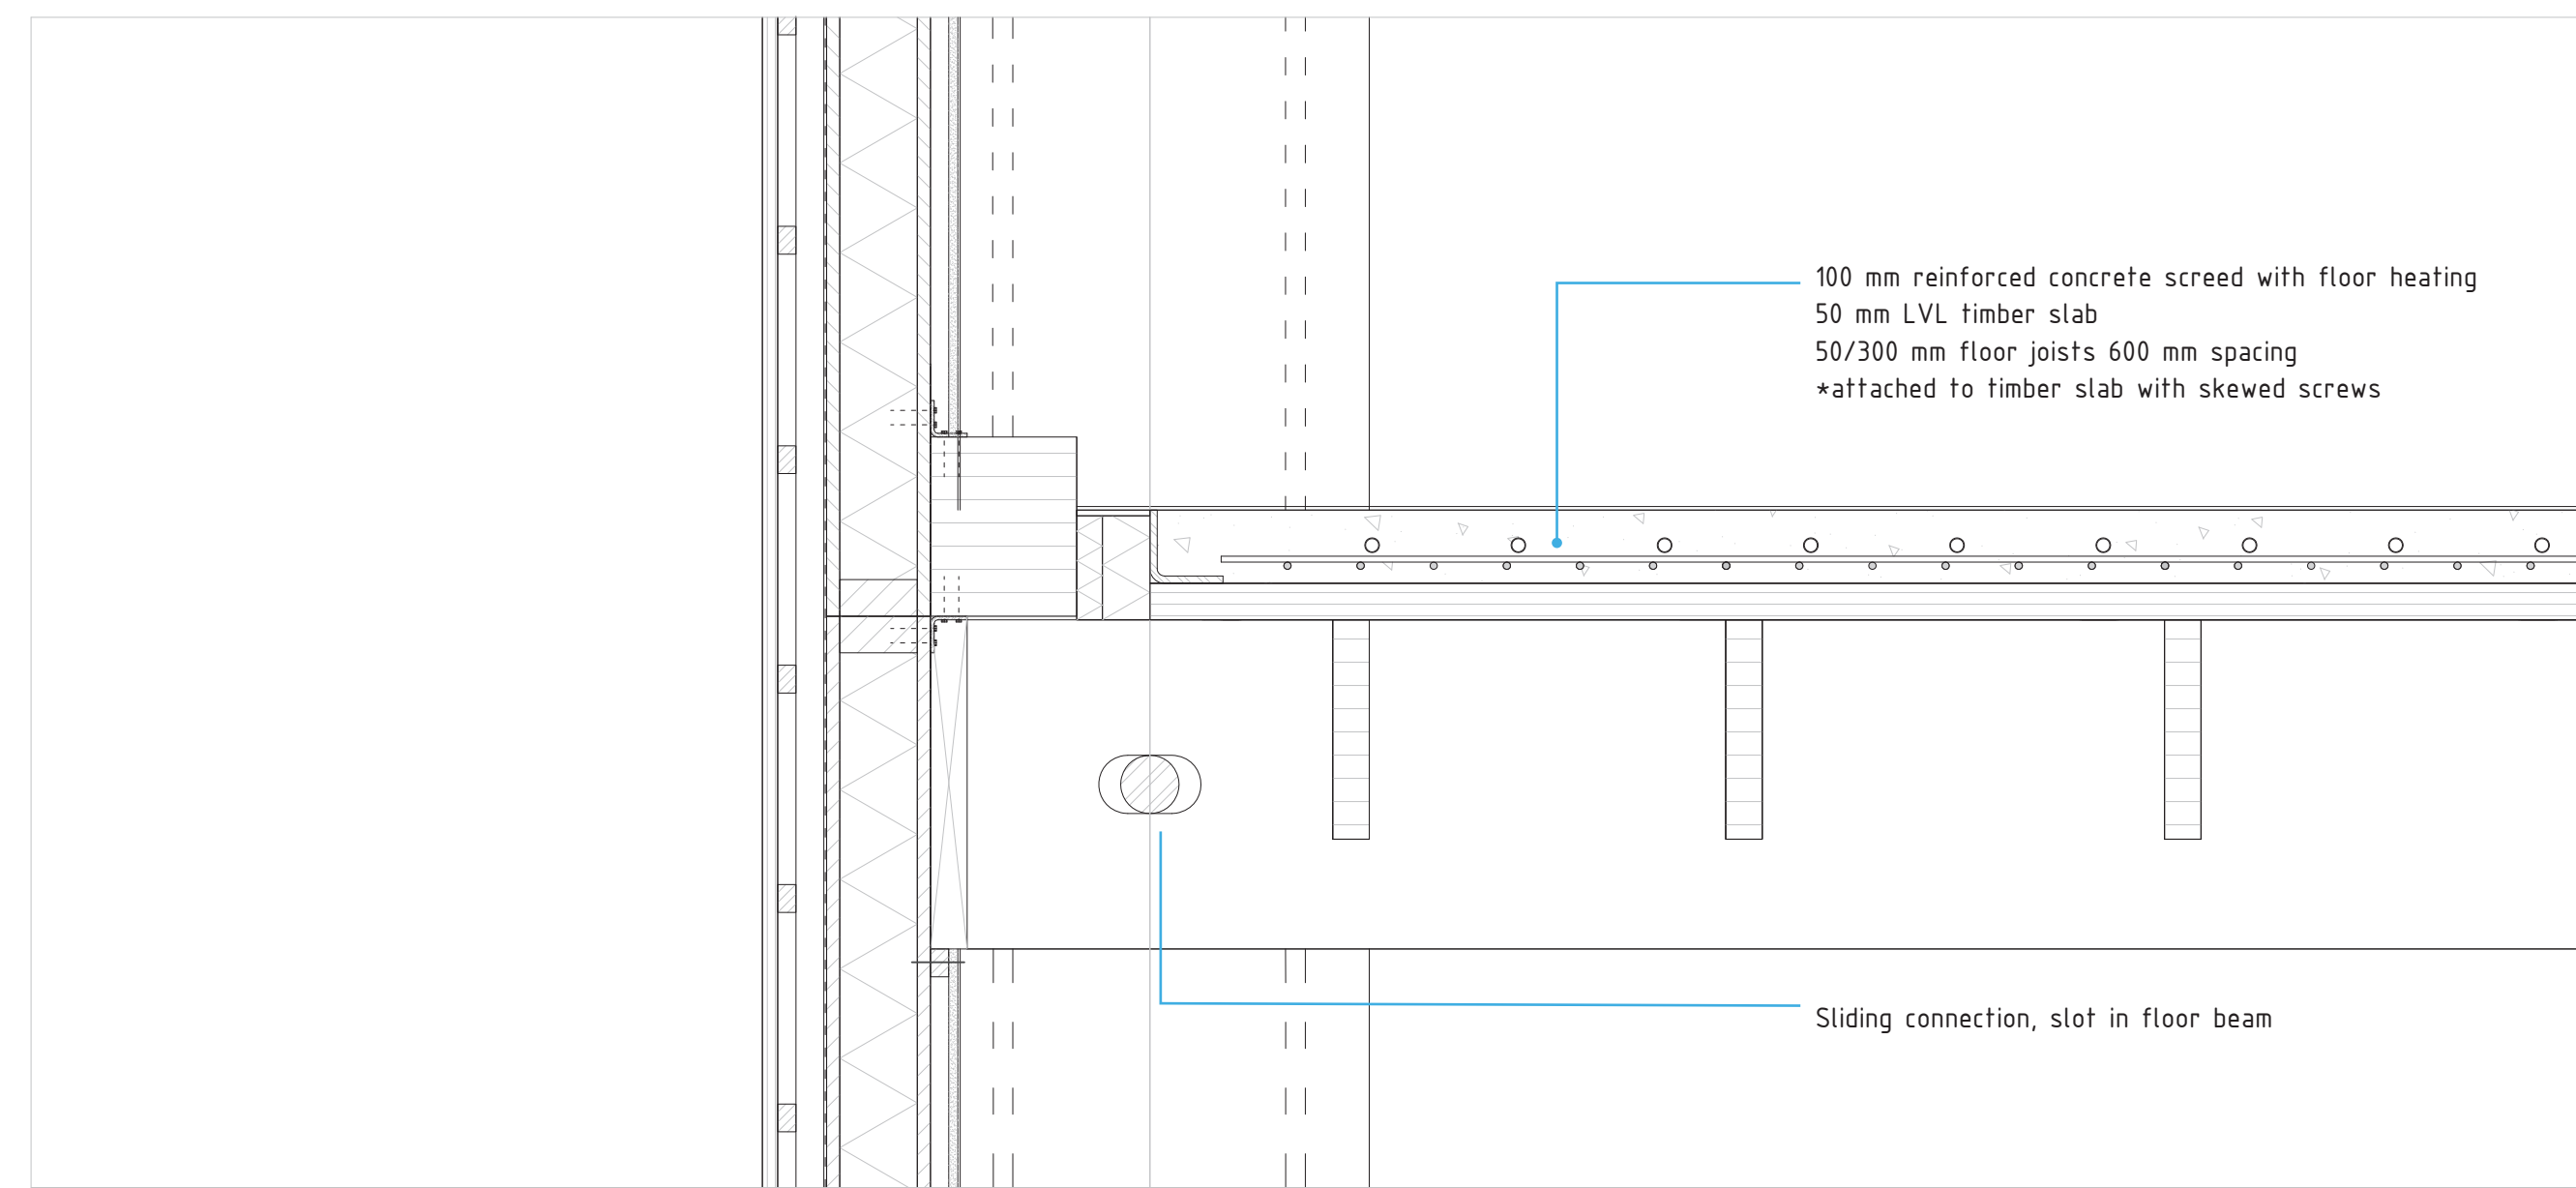 100 mm reinforced concrete screed with floor heating
50 mm LVL timber slab
50/300 mm floor joists 600 mm spacing
*attached to timber slab with skewed screws
Sliding connection, slot in floor beam